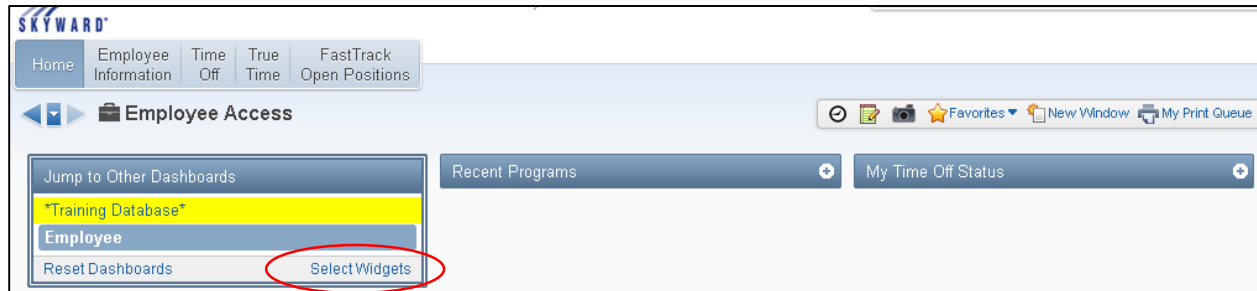 SKYWARD
Home
Employee Information
Time Off
True Time
FastTrack Open Positions
Employee Access
Favorites
New Window
My Print Queue
Jump to Other Dashboards
Recent Programs
My Time Off Status
*Training Database*
Employee
Reset Dashboards
Select Widgets